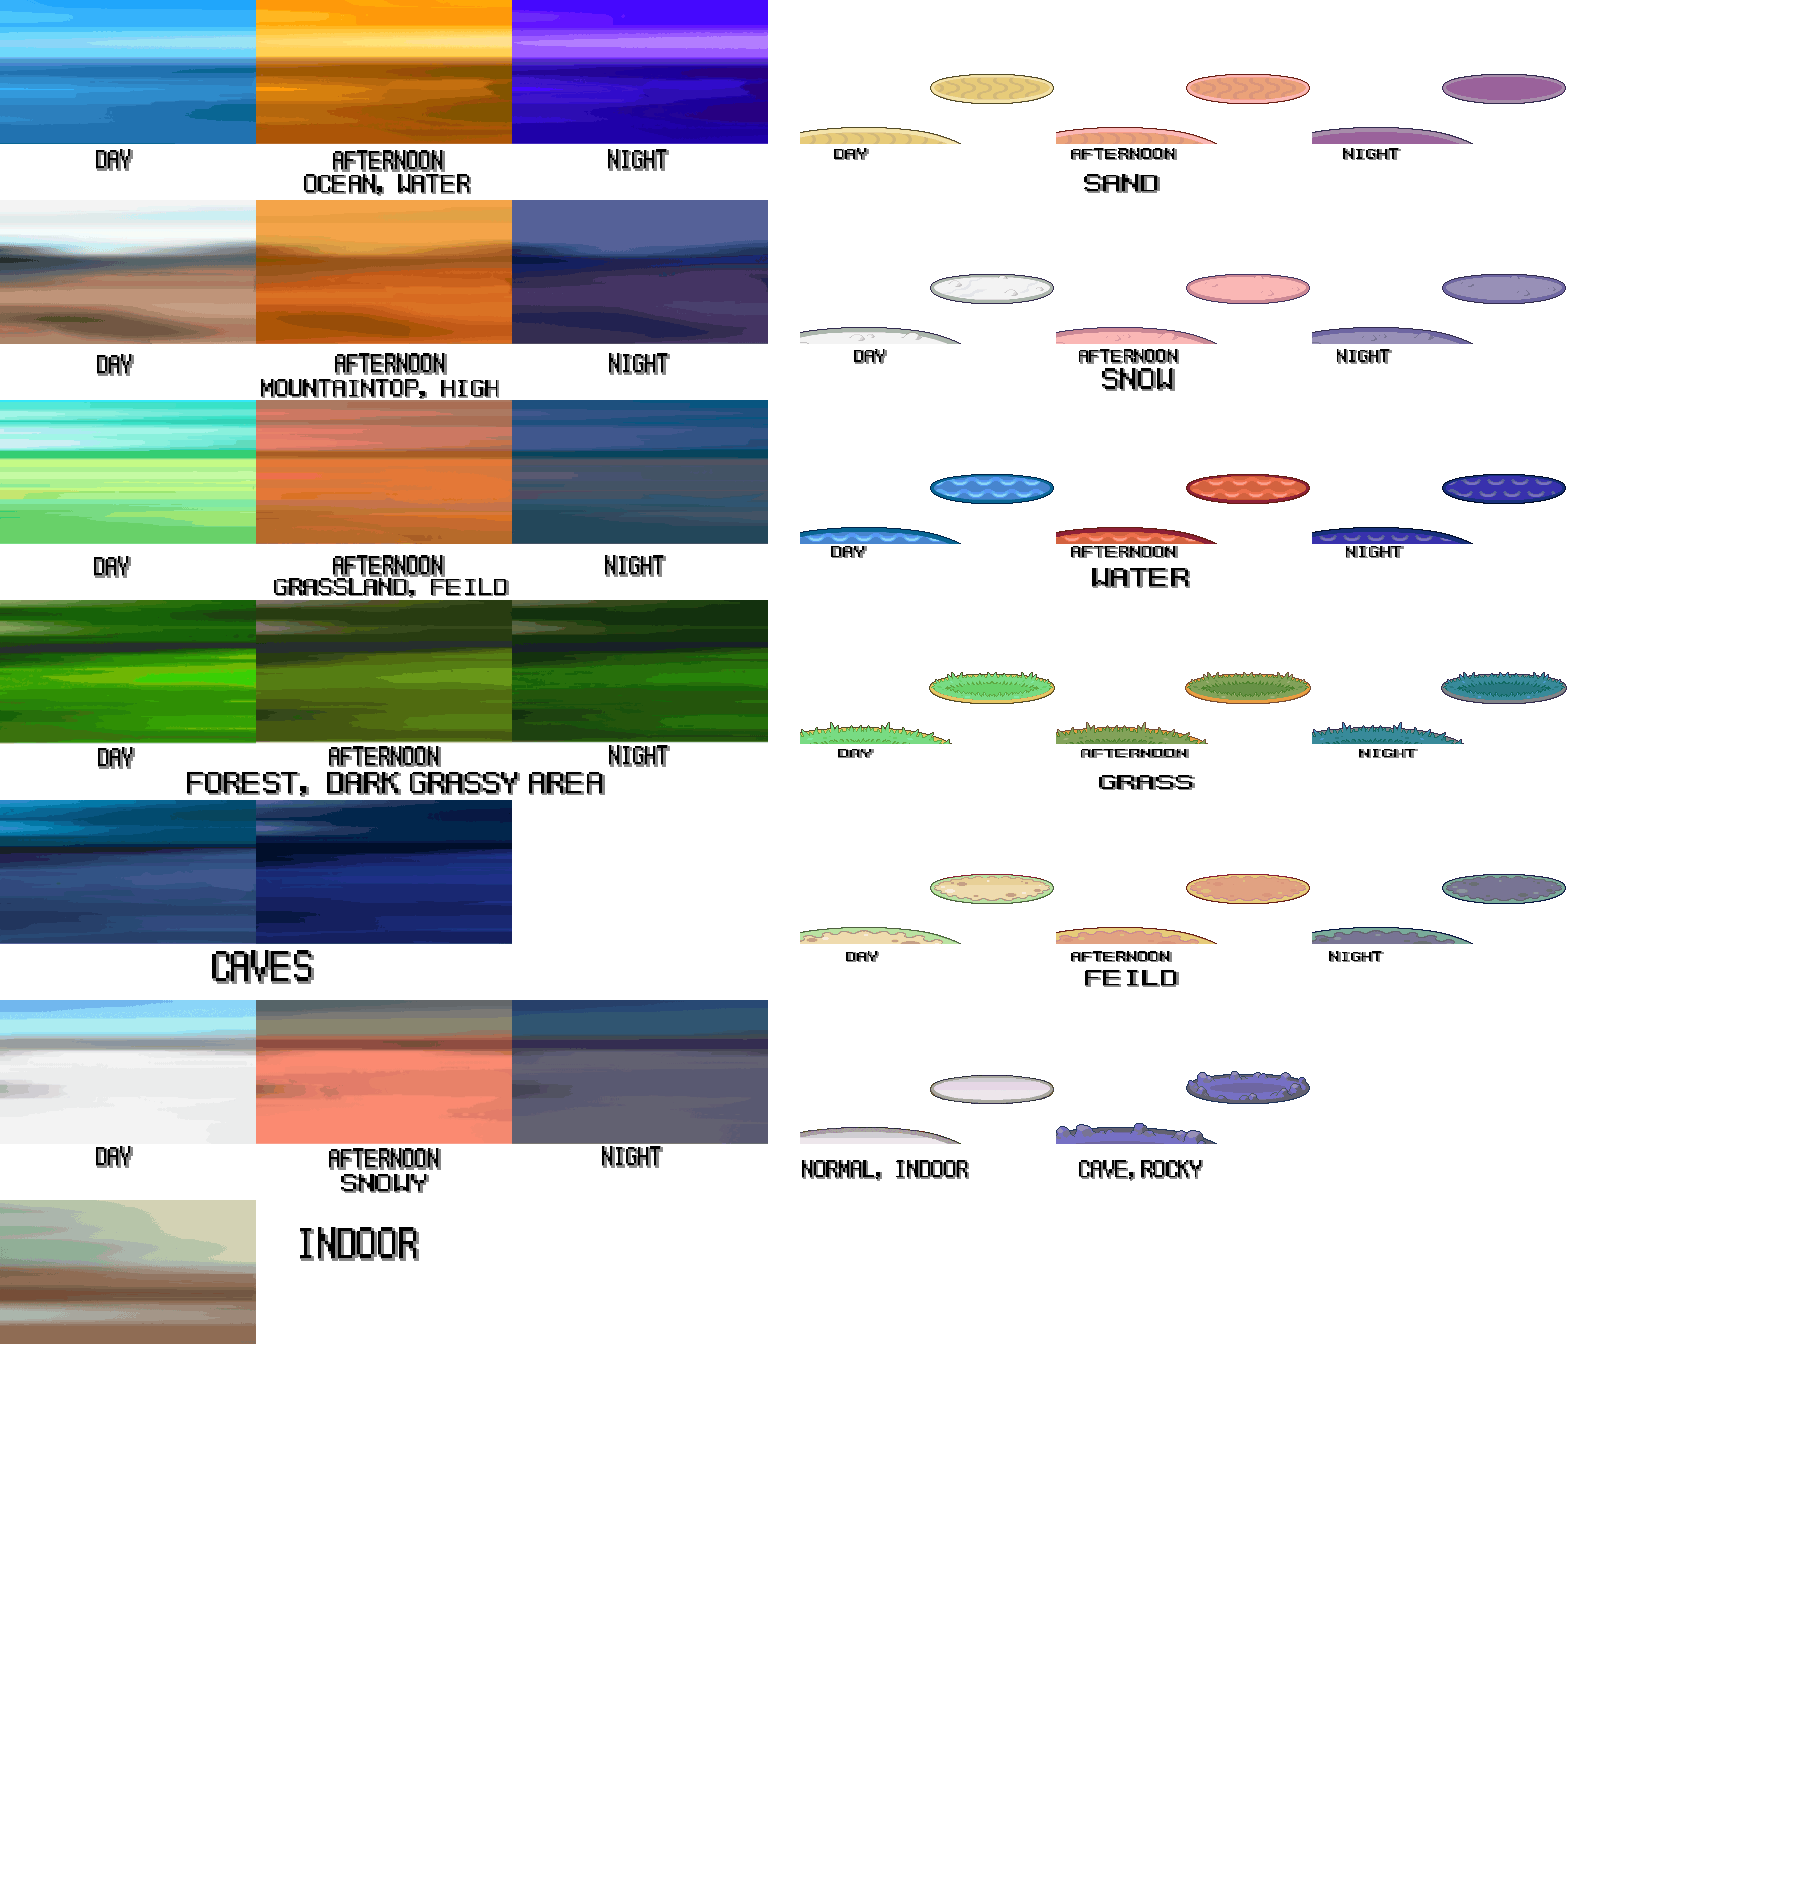 DAY
AFTERNOON
NIGHT
OCEAN, WATER
DAY
AFTERNOON
NIGHT
MOUNTAINTOP, HIGH
DAY
AFTERNOON
NIGHT
GRASSLAND, FEILD
DAY
AFTERNOON
NIGHT
FOREST, DARK GRASSY AREA
CAVES
DAY
AFTERNOON
NIGHT
SNOWY
INDOOR
DAY
AFTERNOON
NIGHT
SAND
DAY
AFTERNOON
NIGHT
SNOW
DAY
AFTERNOON
NIGHT
WATER
DAY
AFTERNOON
NIGHT
GRASS
DAY
AFTERNOON
NIGHT
FEILD
NORMAL, INDOOR
CAVE, ROCKY